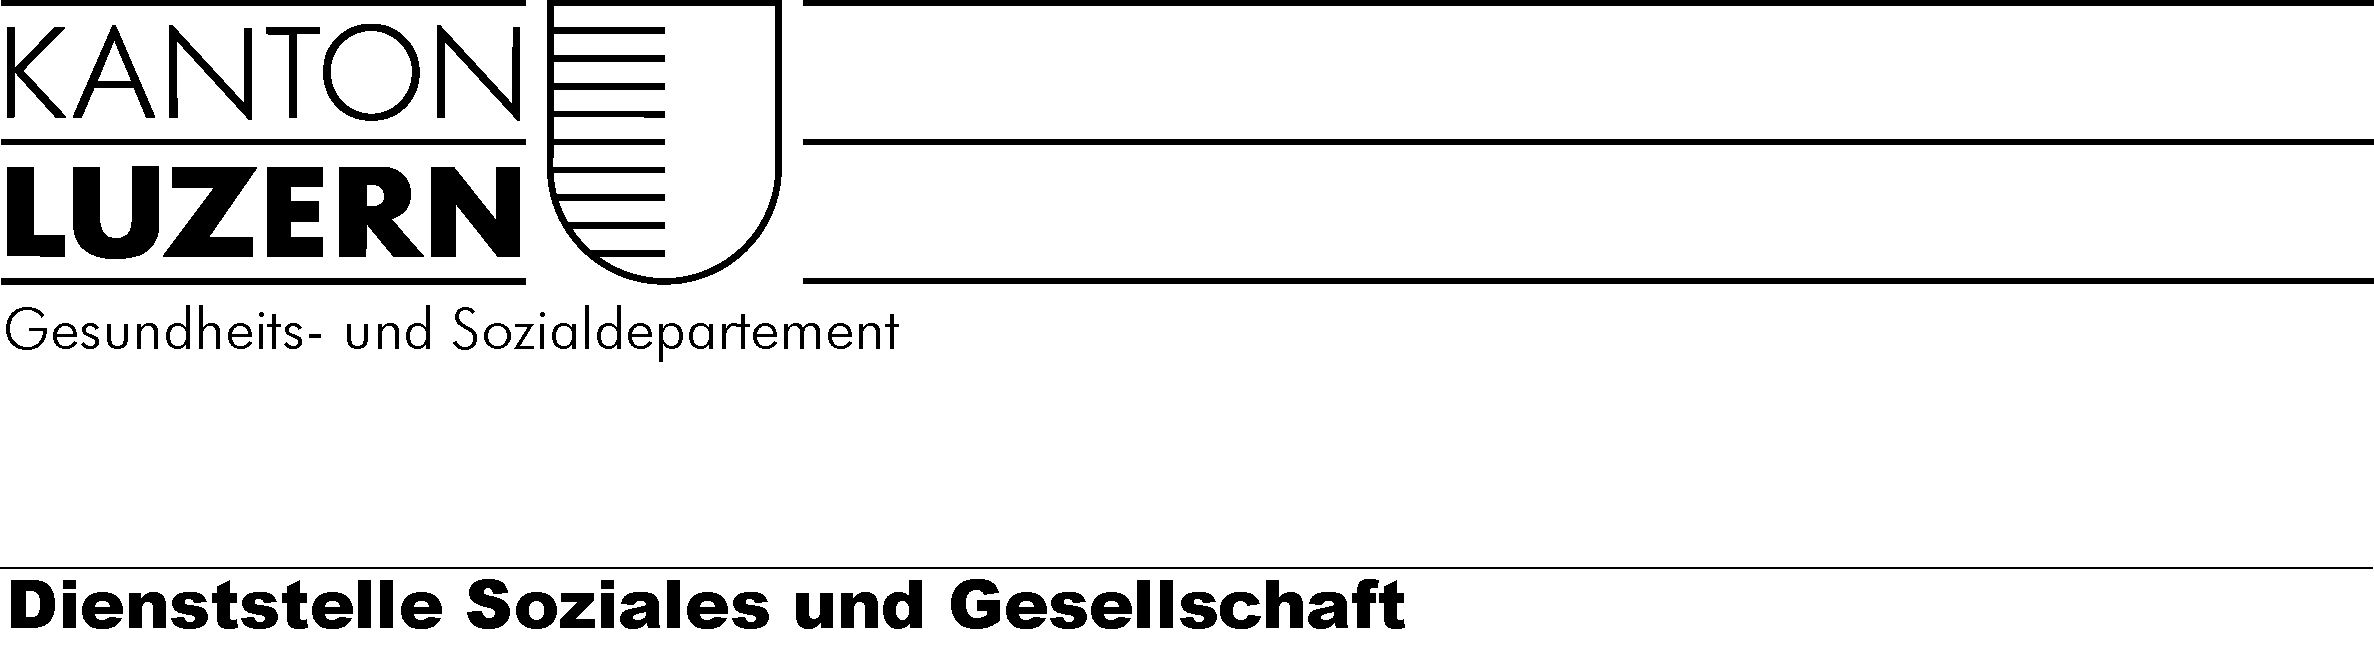 KANTON
LUZERN
Gesundheits- und Sozialdepartement
Dienststelle Soziales und Gesellschaft